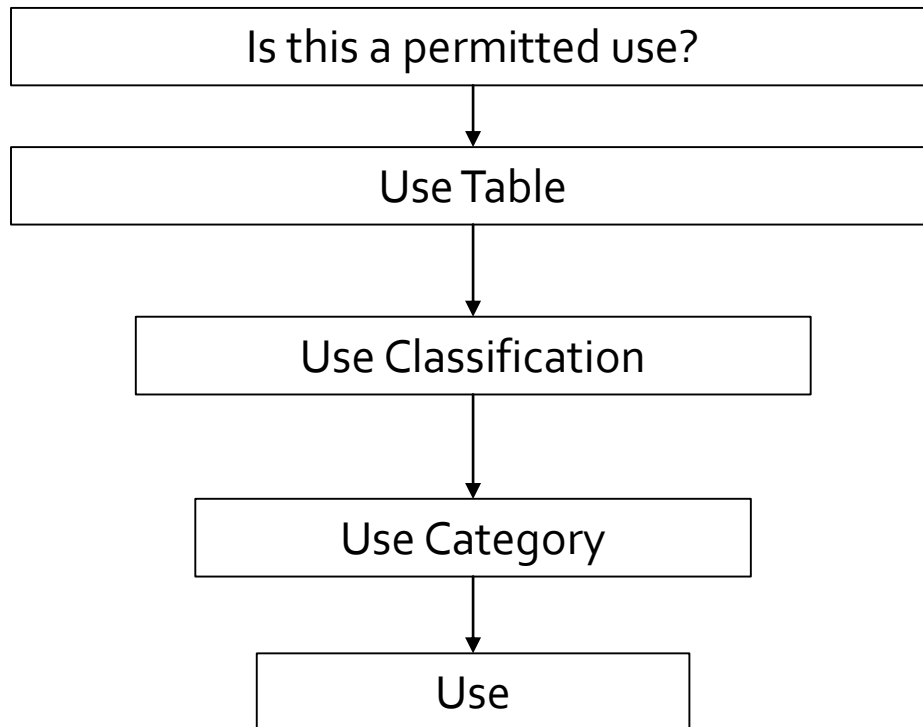 Is this a permitted use?
Use Table
Use Classification
Use Category
Use